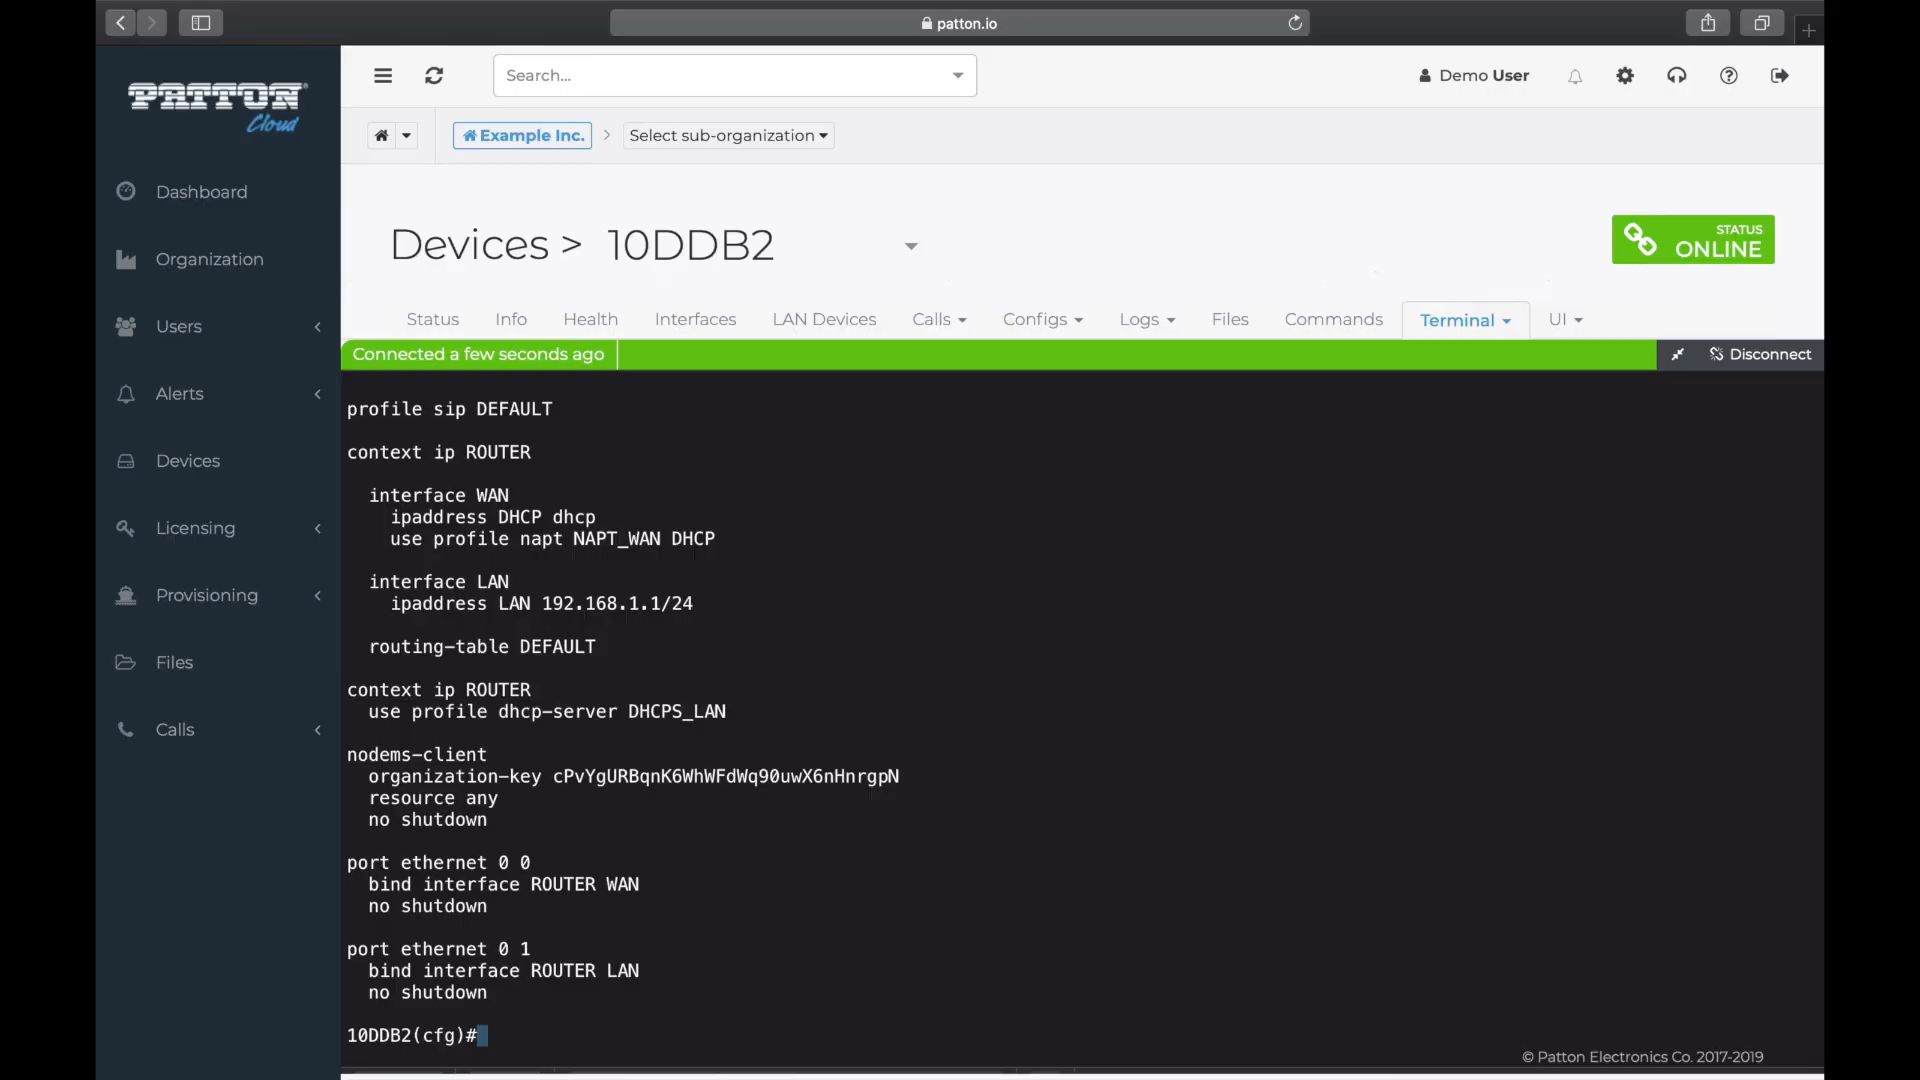 patton.io
PATTON
Cloud
Search...
Demo User
Example Inc.
Select sub-organization
Dashboard
Organization
Users
Alerts
Devices
Licensing
Provisioning
Files
Calls
Devices > 10DDB2
STATUS
ONLINE
Status Info Health Interfaces LAN Devices Calls Configs Logs Files Commands Terminal UI
Connected a few seconds ago
Disconnect
profile sip DEFAULT
context ip ROUTER
interface WAN
ipaddress DHCP dhcp
use profile napt NAPT_WAN DHCP
interface LAN
ipaddress LAN 192.168.1.1/24
routing-table DEFAULT
context ip ROUTER
use profile dhcp-server DHCPS_LAN
nodems-client
organization-key cPvYgURBqnK6WhWFdWq90uwX6nHnrgpN
resource any
no shutdown
port ethernet 0 0
bind interface ROUTER WAN
no shutdown
port ethernet 0 1
bind interface ROUTER LAN
no shutdown
10DDB2(cfg)#
© Patton Electronics Co. 2017-2019